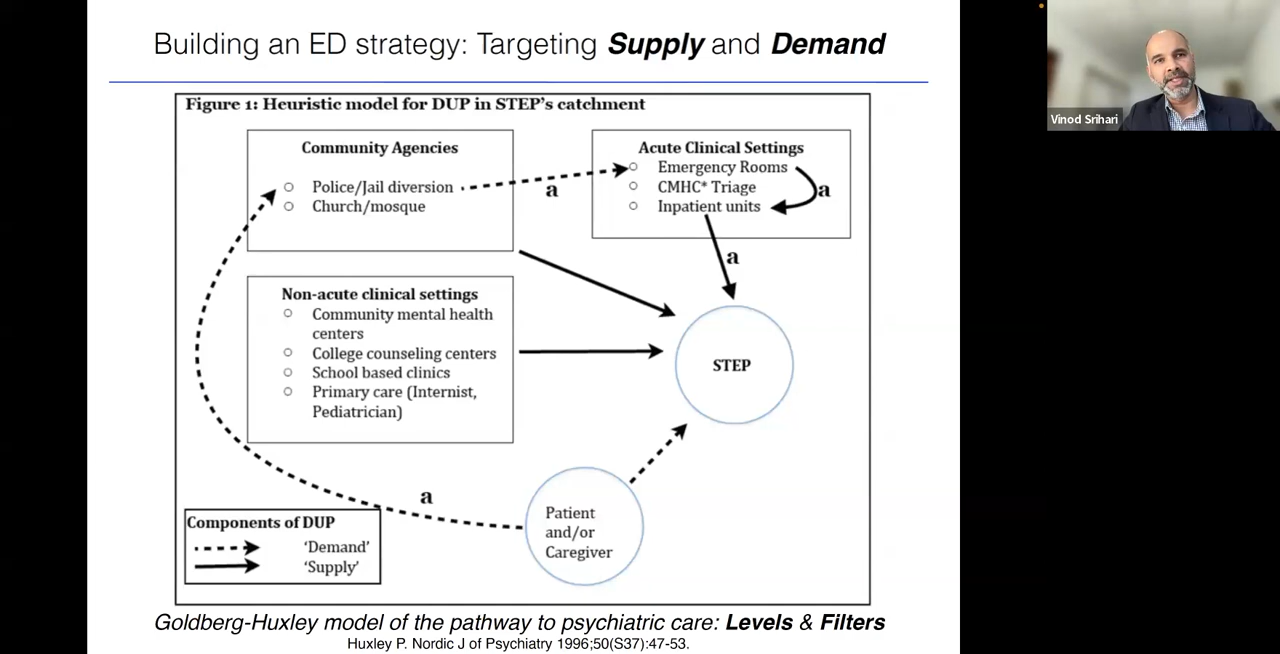 Building an ED strategy: Targeting Supply and Demand
Vinod Srihari
Figure 1: Heuristic model for DUP in STEP's catchment
Community Agencies
Police/Jail diversion
Church/mosque
a
Acute Clinical Settings
Emergency Rooms
CMHC* Triage
Inpatient units
a
a
Non-acute clinical settings
Community mental health
centers
College counseling centers
School based clinics
Primary care (Internist,
Pediatrician)
STEP
Patient
and/or
Caregiver
a
Components of DUP
'Demand'
'Supply'
Goldberg-Huxley model of the pathway to psychiatric care: Levels & Filters
Huxley P. Nordic J of Psychiatry 1996;50(S37):47-53.